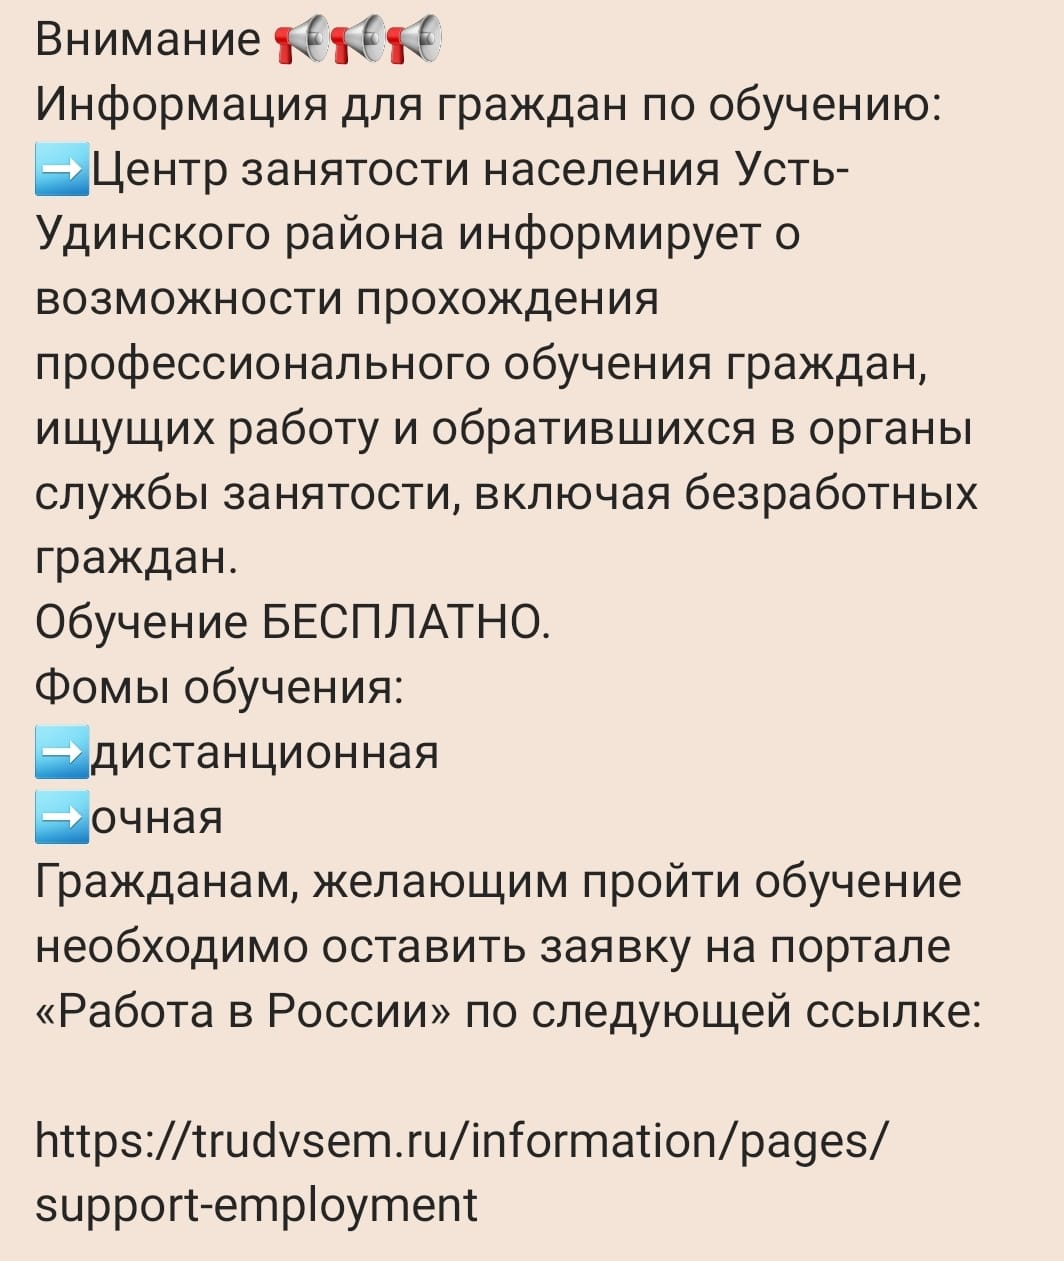 Внимание 📢📢📢
Информация для граждан по обучению:
➡️Центр занятости населения Усть-
Удинского района информирует о
возможности прохождения
профессионального обучения граждан,
ищущих работу и обратившихся в органы
службы занятости, включая безработных
граждан.
Обучение БЕСПЛАТНО.
Фомы обучения:
➡️дистанционная
➡️очная
Гражданам, желающим пройти обучение
необходимо оставить заявку на портале
«Работа в России» по следующей ссылке:
https://trudvsem.ru/information/pages/
support-employment